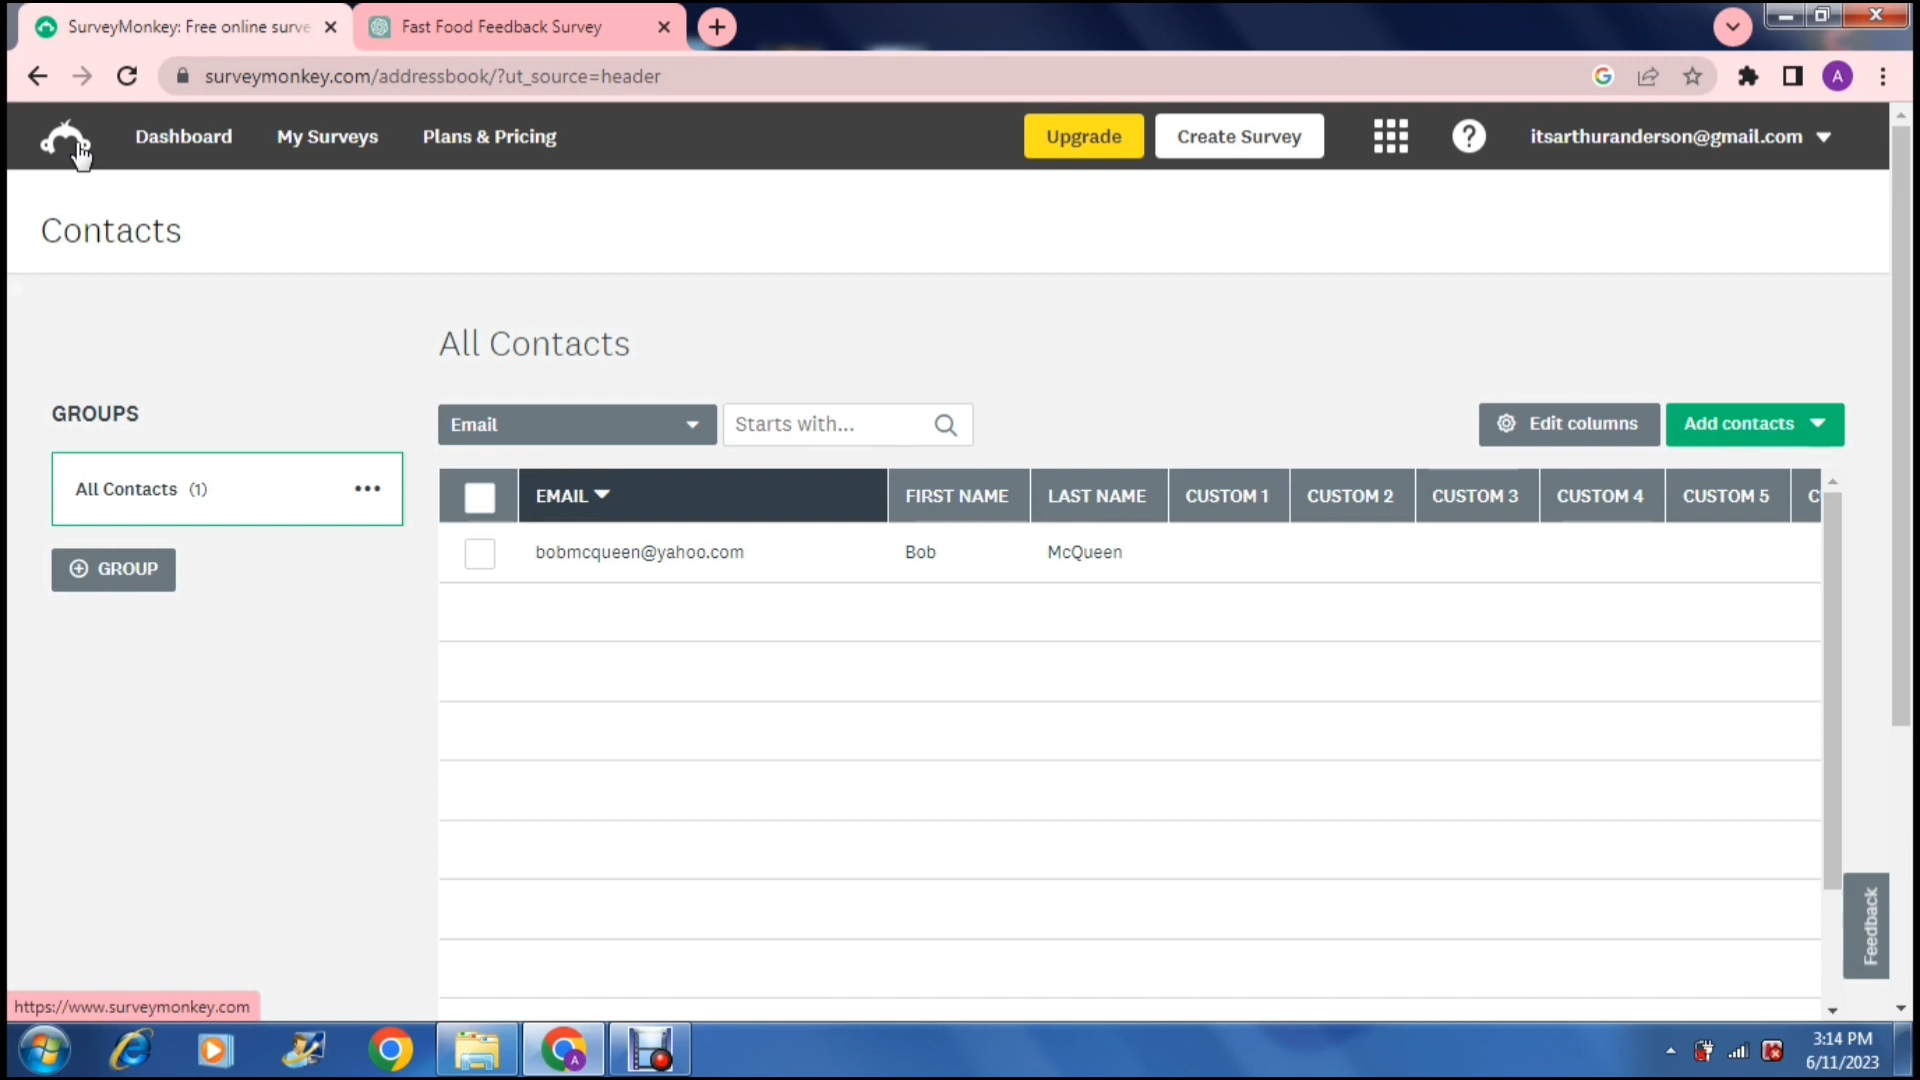 SurveyMonkey: Free online surve
Fast Food Feedback Survey
surveymonkey.com/addressbook/?ut_source=header
A
Dashboard
My Surveys
Plans & Pricing
Upgrade
Create Survey
?
itsarthuranderson@gmail.com
Contacts
All Contacts
GROUPS
Email
Starts with...
Edit columns
Add contacts
All Contacts (1)
EMAIL
FIRST NAME
LAST NAME
CUSTOM 1
CUSTOM 2
CUSTOM 3
CUSTOM 4
CUSTOM 5
C
bobmcqueen@yahoo.com
Bob
McQueen
GROUP
Feedback
https://www.surveymonkey.com
A
3:14 PM
6/11/2023